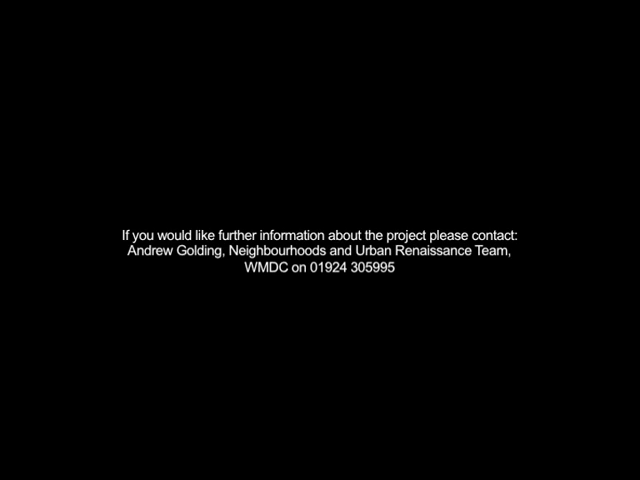 If you would like further information about the project please contact:
Andrew Golding, Neighbourhoods and Urban Renaissance Team,
WMDC on 01924 305995